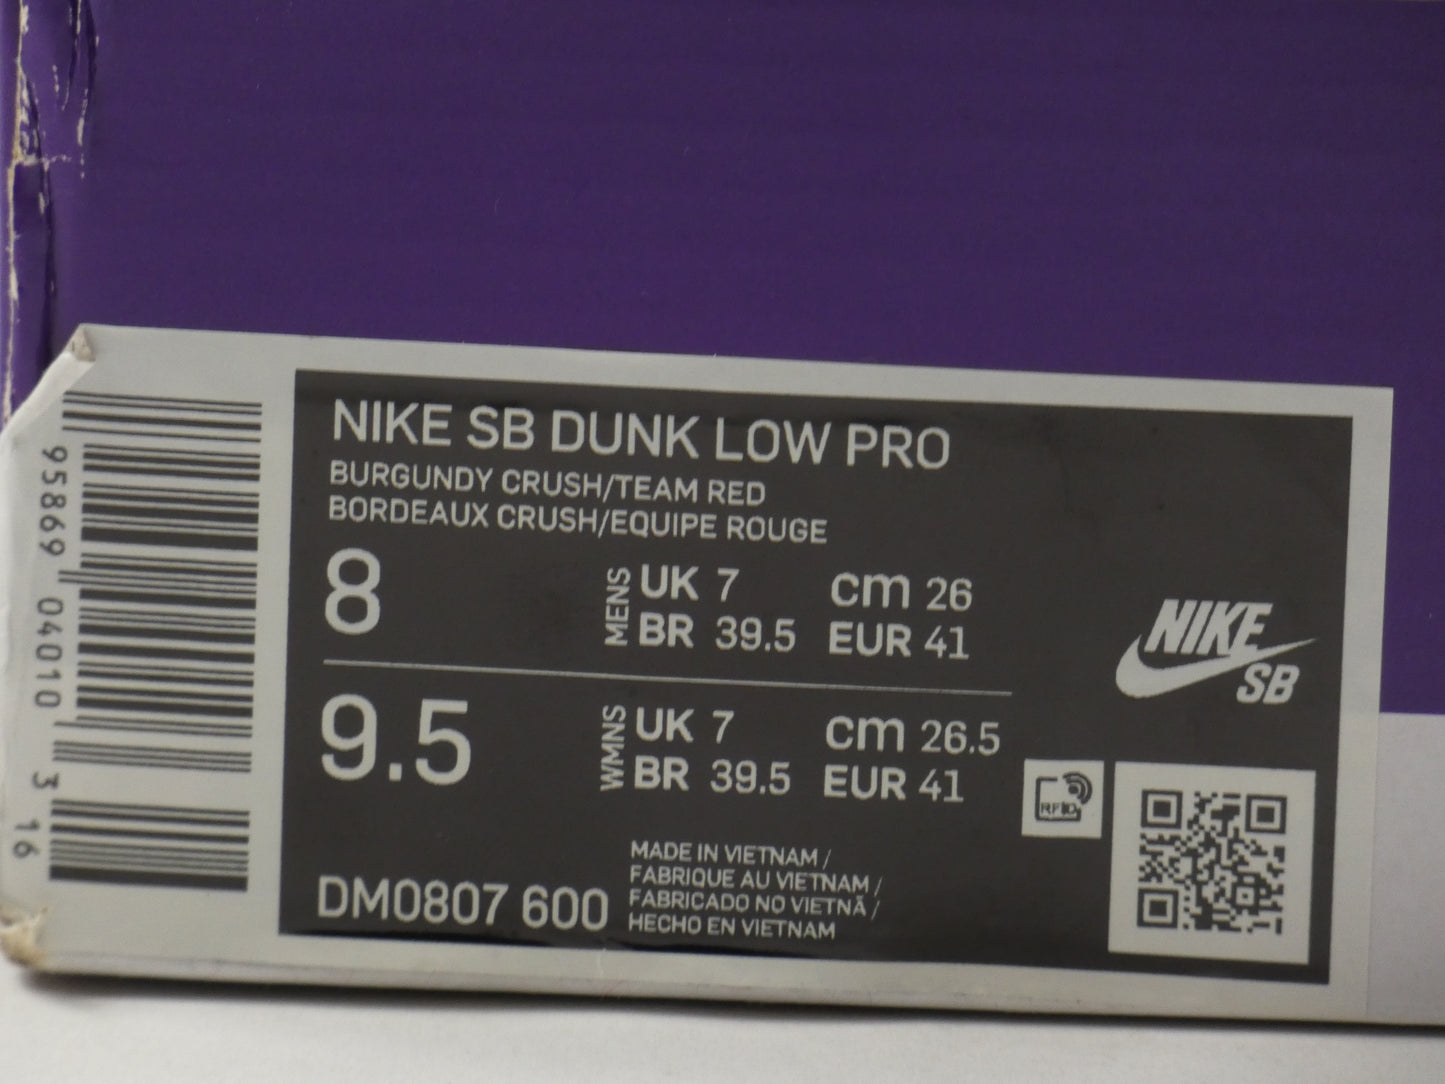 NIKE SB DUNK LOW PRO
BURGUNDY CRUSH/TEAM RED
BORDEAUX CRUSH/EQUIPE ROUGE
8
MENS
UK 7 cm 26
BR 39.5 EUR 41
9.5
WMNS
UK 7 cm 26.5
BR 39.5 EUR 41
DM0807 600
MADE IN VIETNAM /
FABRIQUE AU VIETNAM /
FABRICADO NO VIETNÃ /
HECHO EN VIETNAM
NIKE
SB
RFID
95869 04010 3 16